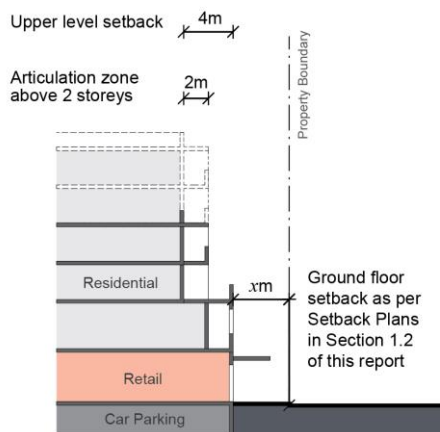 Upper level setback
4m
Articulation zone
above 2 storeys
2m
Property Boundary
Residential
xm
Ground floor
setback as per
Setback Plans
in Section 1.2
of this report
Retail
Car Parking